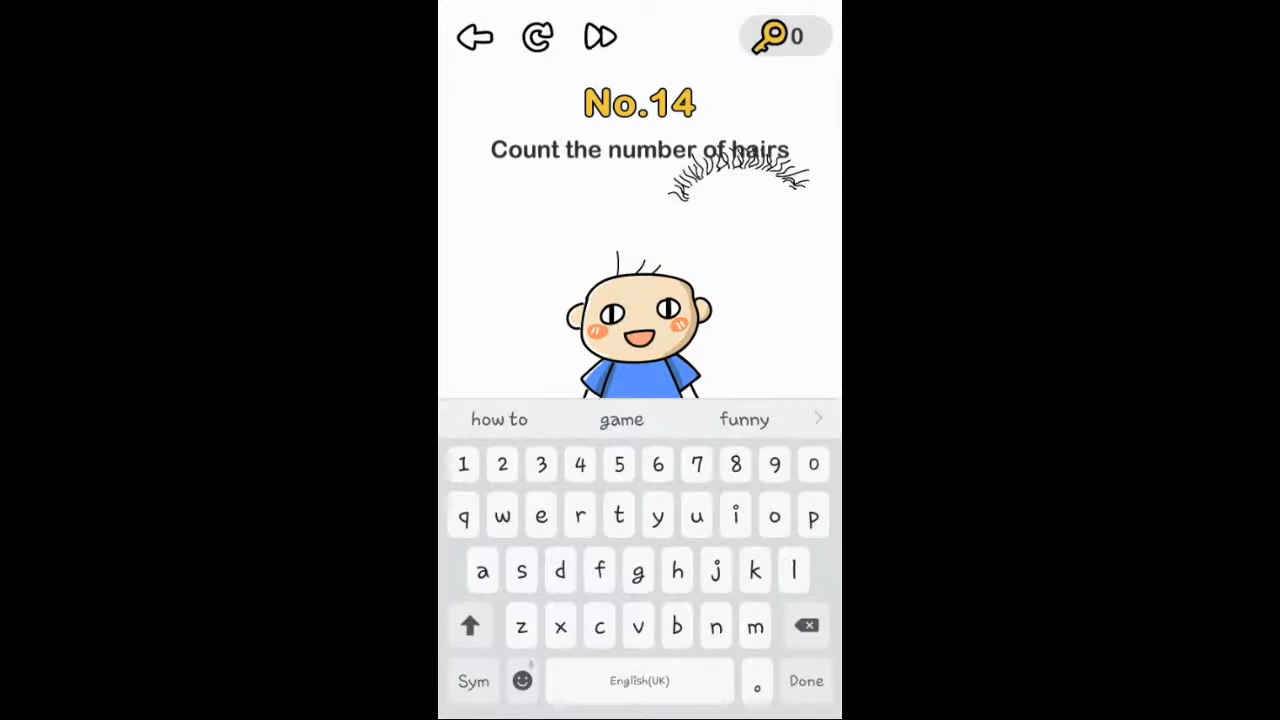 0
No.14
Count the number of hairs
how to game funny
1 2 3 4 5 6 7 8 9 0
q w e r t y u i o p
a s d f g h j k l
z x c v b n m
Sym English(UK) 。 Done